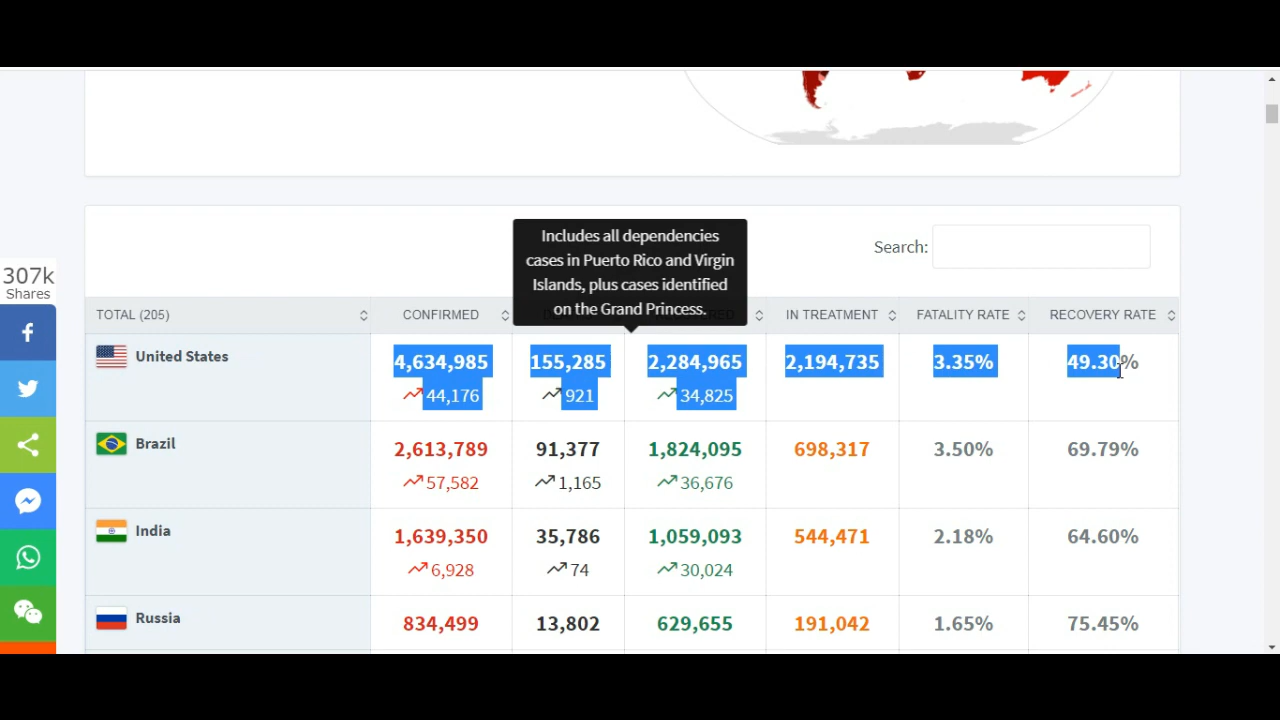 307k
Shares
Includes all dependencies
cases in Puerto Rico and Virgin
Islands, plus cases identified
on the Grand Princess.
Search:
TOTAL (205) CONFIRMED IN TREATMENT FATALITY RATE RECOVERY RATE
United States 4,634,985 155,285 2,284,965 2,194,735 3.35% 49.30%
44,176 921 34,825
Brazil 2,613,789 91,377 1,824,095 698,317 3.50% 69.79%
57,582 1,165 36,676
India 1,639,350 35,786 1,059,093 544,471 2.18% 64.60%
6,928 74 30,024
Russia 834,499 13,802 629,655 191,042 1.65% 75.45%